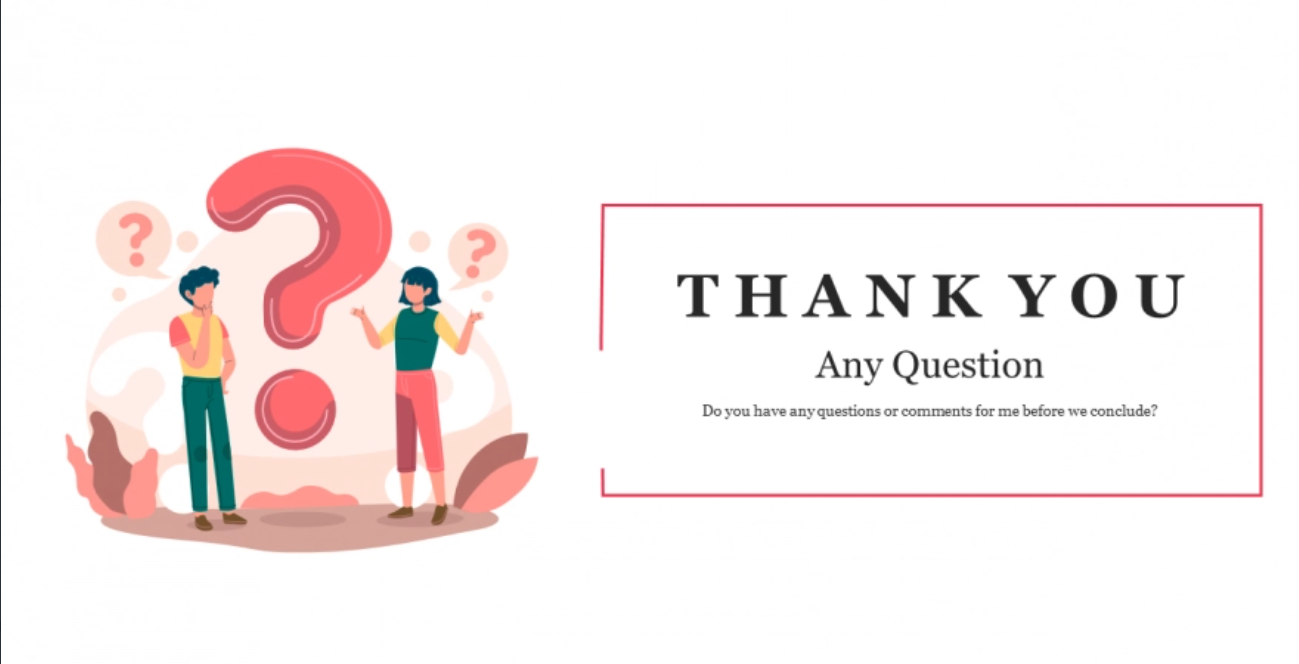 THANK YOU
Any Question
Do you have any questions or comments for me before we conclude?